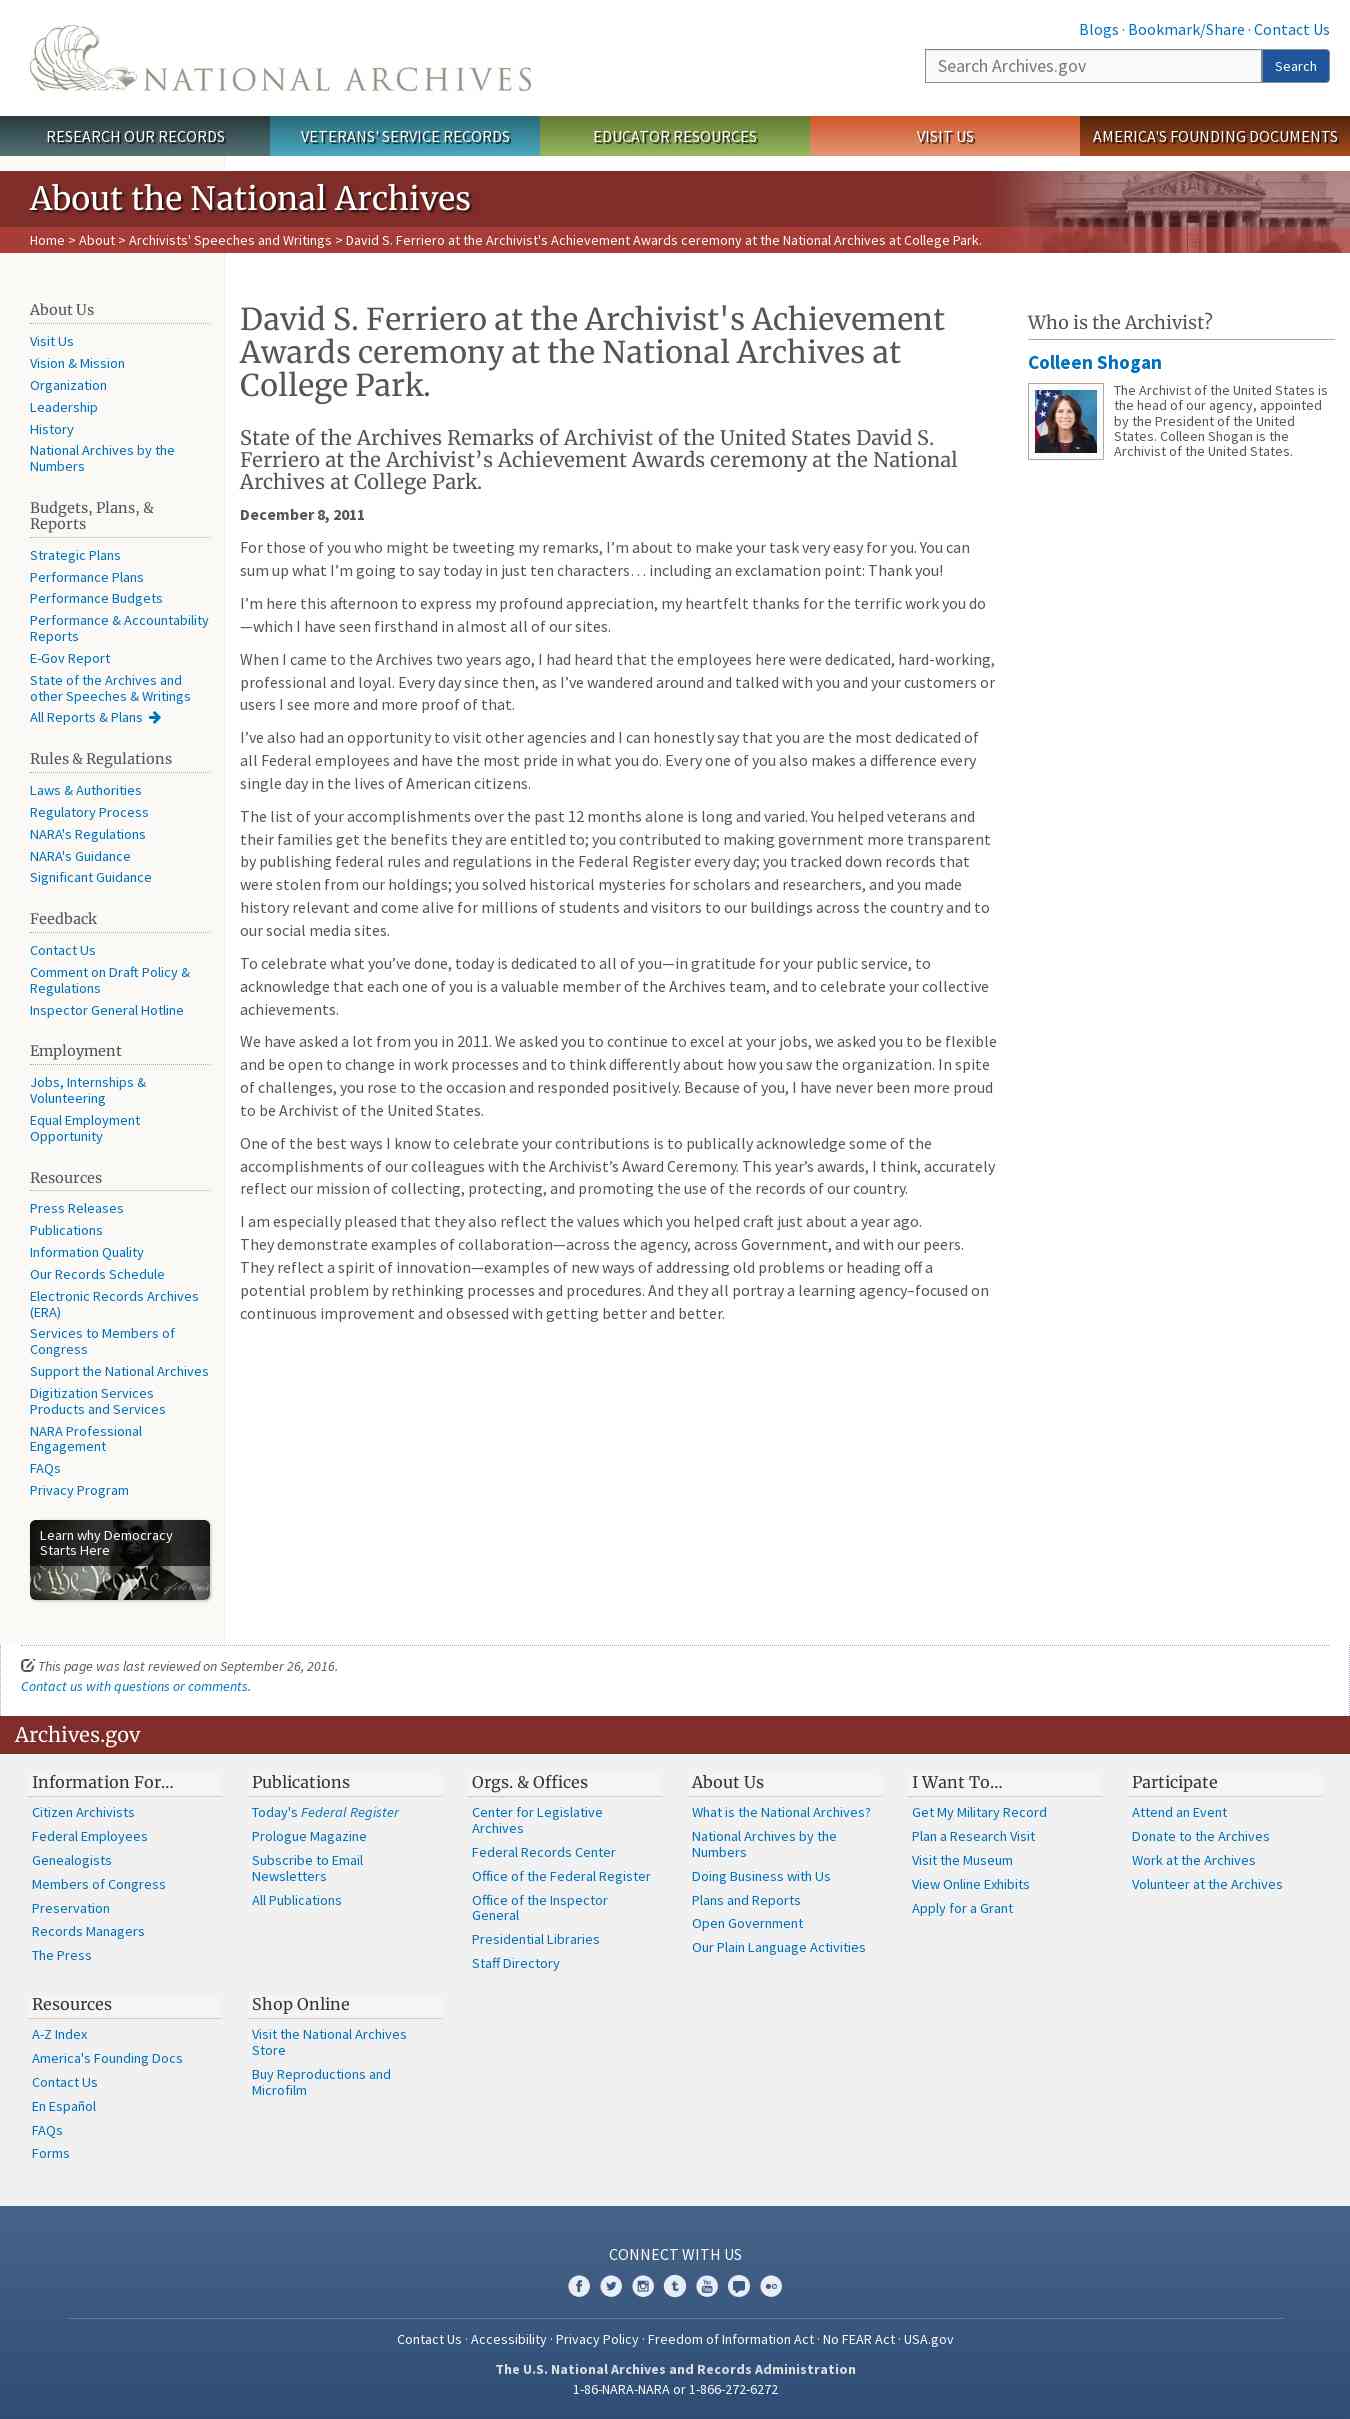 Blogs · Bookmark/Share · Contact Us
NATIONAL ARCHIVES
Search Archives.gov
Search
RESEARCH OUR RECORDS
VETERANS' SERVICE RECORDS
EDUCATOR RESOURCES
VISIT US
AMERICA'S FOUNDING DOCUMENTS
About the National Archives
Home > About > Archivists' Speeches and Writings > David S. Ferriero at the Archivist's Achievement Awards ceremony at the National Archives at College Park.
About Us
Visit Us
Vision & Mission
Organization
Leadership
History
National Archives by the
Numbers
Budgets, Plans, &
Reports
Strategic Plans
Performance Plans
Performance Budgets
Performance & Accountability
Reports
E-Gov Report
State of the Archives and
other Speeches & Writings
All Reports & Plans
Rules & Regulations
Laws & Authorities
Regulatory Process
NARA's Regulations
NARA's Guidance
Significant Guidance
Feedback
Contact Us
Comment on Draft Policy &
Regulations
Inspector General Hotline
Employment
Jobs, Internships &
Volunteering
Equal Employment
Opportunity
Resources
Press Releases
Publications
Information Quality
Our Records Schedule
Electronic Records Archives
(ERA)
Services to Members of
Congress
Support the National Archives
Digitization Services
Products and Services
NARA Professional
Engagement
FAQs
Privacy Program
Learn why Democracy
Starts Here
David S. Ferriero at the Archivist's Achievement
Awards ceremony at the National Archives at
College Park.
State of the Archives Remarks of Archivist of the United States David S.
Ferriero at the Archivist’s Achievement Awards ceremony at the National
Archives at College Park.
December 8, 2011
For those of you who might be tweeting my remarks, I’m about to make your task very easy for you. You can
sum up what I’m going to say today in just ten characters… including an exclamation point: Thank you!
I’m here this afternoon to express my profound appreciation, my heartfelt thanks for the terrific work you do
—which I have seen firsthand in almost all of our sites.
When I came to the Archives two years ago, I had heard that the employees here were dedicated, hard-working,
professional and loyal. Every day since then, as I’ve wandered around and talked with you and your customers or
users I see more and more proof of that.
I’ve also had an opportunity to visit other agencies and I can honestly say that you are the most dedicated of
all Federal employees and have the most pride in what you do. Every one of you also makes a difference every
single day in the lives of American citizens.
The list of your accomplishments over the past 12 months alone is long and varied. You helped veterans and
their families get the benefits they are entitled to; you contributed to making government more transparent
by publishing federal rules and regulations in the Federal Register every day; you tracked down records that
were stolen from our holdings; you solved historical mysteries for scholars and researchers, and you made
history relevant and come alive for millions of students and visitors to our buildings across the country and to
our social media sites.
To celebrate what you’ve done, today is dedicated to all of you—in gratitude for your public service, to
acknowledge that each one of you is a valuable member of the Archives team, and to celebrate your collective
achievements.
We have asked a lot from you in 2011. We asked you to continue to excel at your jobs, we asked you to be flexible
and be open to change in work processes and to think differently about how you saw the organization. In spite
of challenges, you rose to the occasion and responded positively. Because of you, I have never been more proud
to be Archivist of the United States.
One of the best ways I know to celebrate your contributions is to publically acknowledge some of the
accomplishments of our colleagues with the Archivist’s Award Ceremony. This year’s awards, I think, accurately
reflect our mission of collecting, protecting, and promoting the use of the records of our country.
I am especially pleased that they also reflect the values which you helped craft just about a year ago.
They demonstrate examples of collaboration—across the agency, across Government, and with our peers.
They reflect a spirit of innovation—examples of new ways of addressing old problems or heading off a
potential problem by rethinking processes and procedures. And they all portray a learning agency–focused on
continuous improvement and obsessed with getting better and better.
Who is the Archivist?
Colleen Shogan
The Archivist of the United States is
the head of our agency, appointed
by the President of the United
States. Colleen Shogan is the
Archivist of the United States.
This page was last reviewed on September 26, 2016.
Contact us with questions or comments.
Archives.gov
Information For…
Citizen Archivists
Federal Employees
Genealogists
Members of Congress
Preservation
Records Managers
The Press
Publications
Today's Federal Register
Prologue Magazine
Subscribe to Email
Newsletters
All Publications
Orgs. & Offices
Center for Legislative
Archives
Federal Records Center
Office of the Federal Register
Office of the Inspector
General
Presidential Libraries
Staff Directory
About Us
What is the National Archives?
National Archives by the
Numbers
Doing Business with Us
Plans and Reports
Open Government
Our Plain Language Activities
I Want To…
Get My Military Record
Plan a Research Visit
Visit the Museum
View Online Exhibits
Apply for a Grant
Participate
Attend an Event
Donate to the Archives
Work at the Archives
Volunteer at the Archives
Resources
A-Z Index
America's Founding Docs
Contact Us
En Español
FAQs
Forms
Shop Online
Visit the National Archives
Store
Buy Reproductions and
Microfilm
CONNECT WITH US
Contact Us · Accessibility · Privacy Policy · Freedom of Information Act · No FEAR Act · USA.gov
The U.S. National Archives and Records Administration
1-86-NARA-NARA or 1-866-272-6272